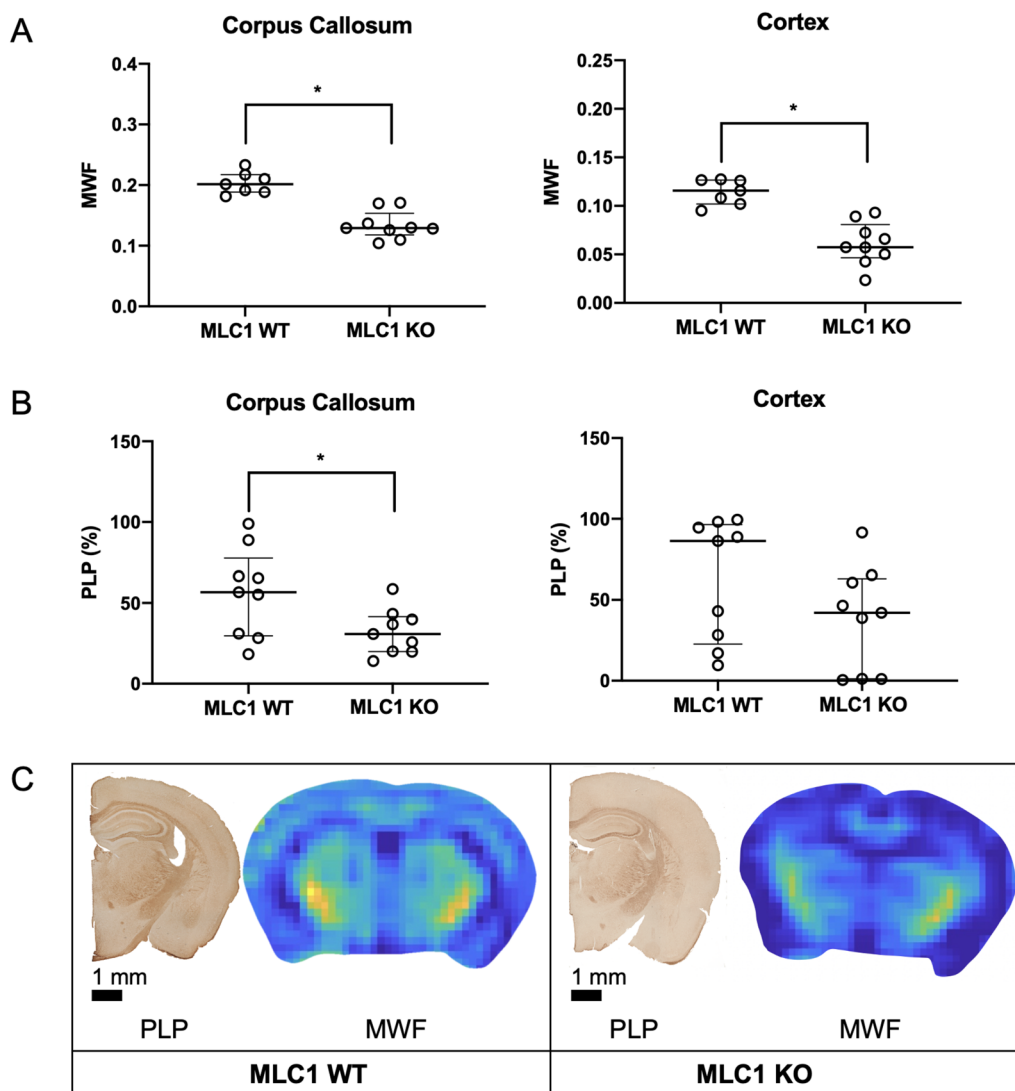 A
Corpus Callosum
Cortex
MWF
0.4
0.3
0.2
0.1
0.0
*
MLC1 WT
MLC1 KO
MWF
0.25
0.20
0.15
0.10
0.05
0.00
*
MLC1 WT
MLC1 KO
B
Corpus Callosum
Cortex
PLP (%)
150
100
50
0
*
MLC1 WT
MLC1 KO
PLP (%)
150
100
50
0
MLC1 WT
MLC1 KO
C
1 mm
1 mm
PLP
MWF
PLP
MWF
MLC1 WT
MLC1 KO